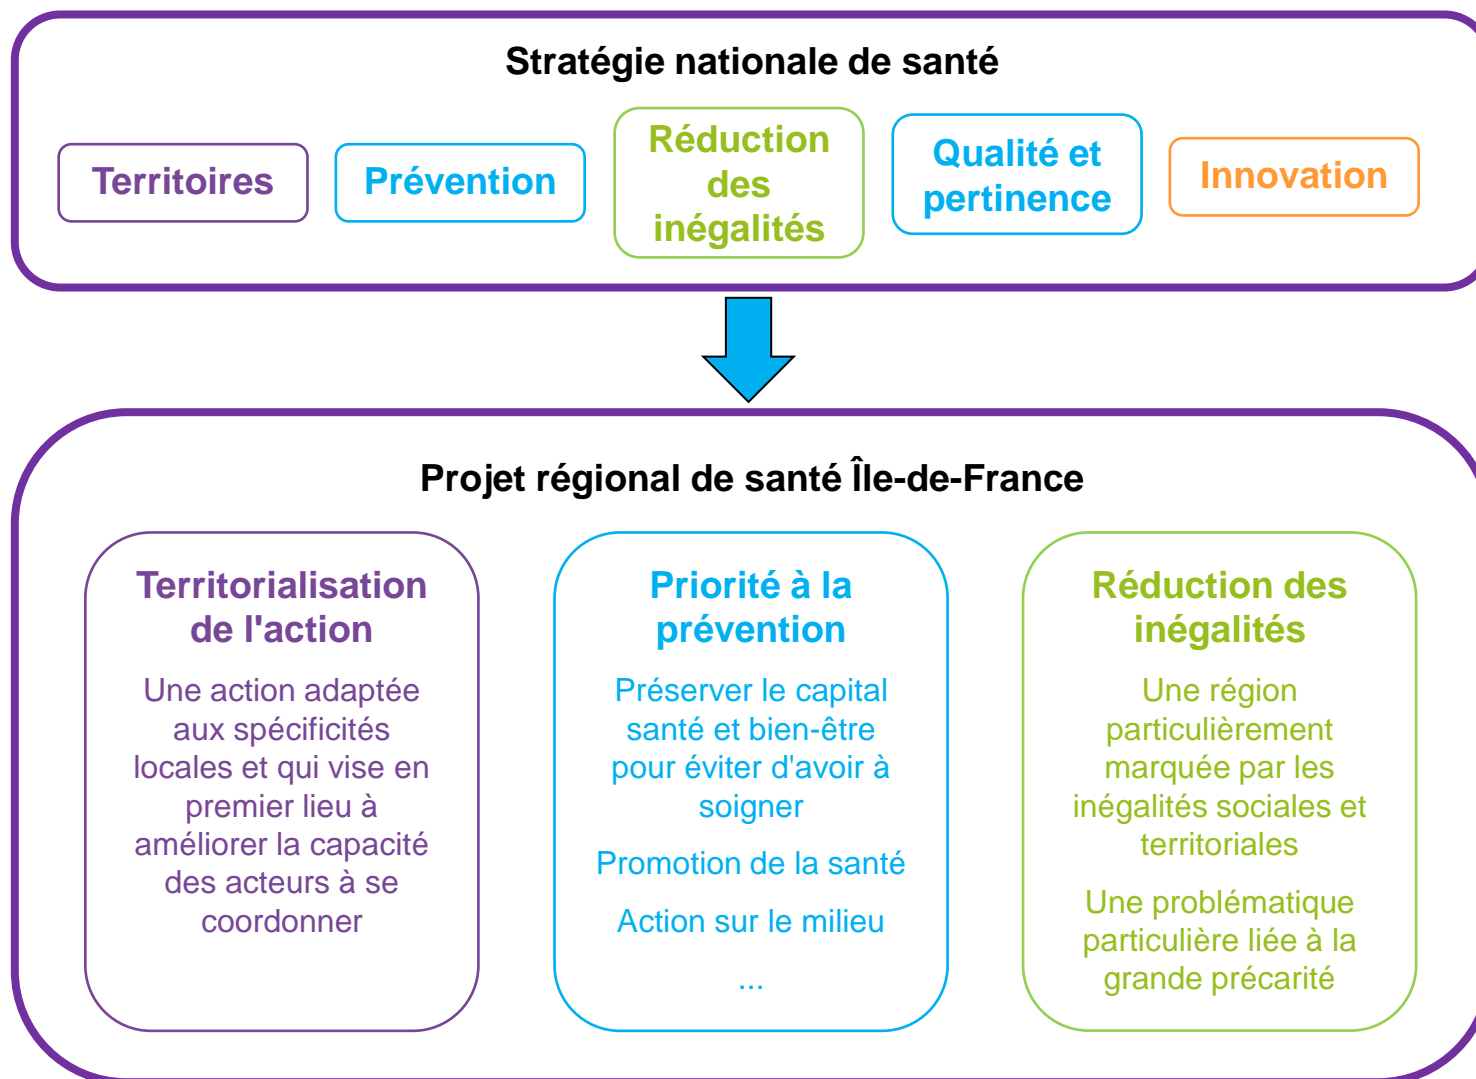 Stratégie nationale de santé
Territoires
Prévention
Réduction
des
inégalités
Qualité et
pertinence
Innovation
Projet régional de santé Île-de-France
Territorialisation
de l'action
Une action adaptée
aux spécificités
locales et qui vise en
premier lieu à
améliorer la capacité
des acteurs à se
coordonner
Priorité à la
prévention
Préserver le capital
santé et bien-être
pour éviter d'avoir à
soigner
Promotion de la santé
Action sur le milieu
...
Réduction des
inégalités
Une région
particulièrement
marquée par les
inégalités sociales et
territoriales
Une problématique
particulière liée à la
grande précarité